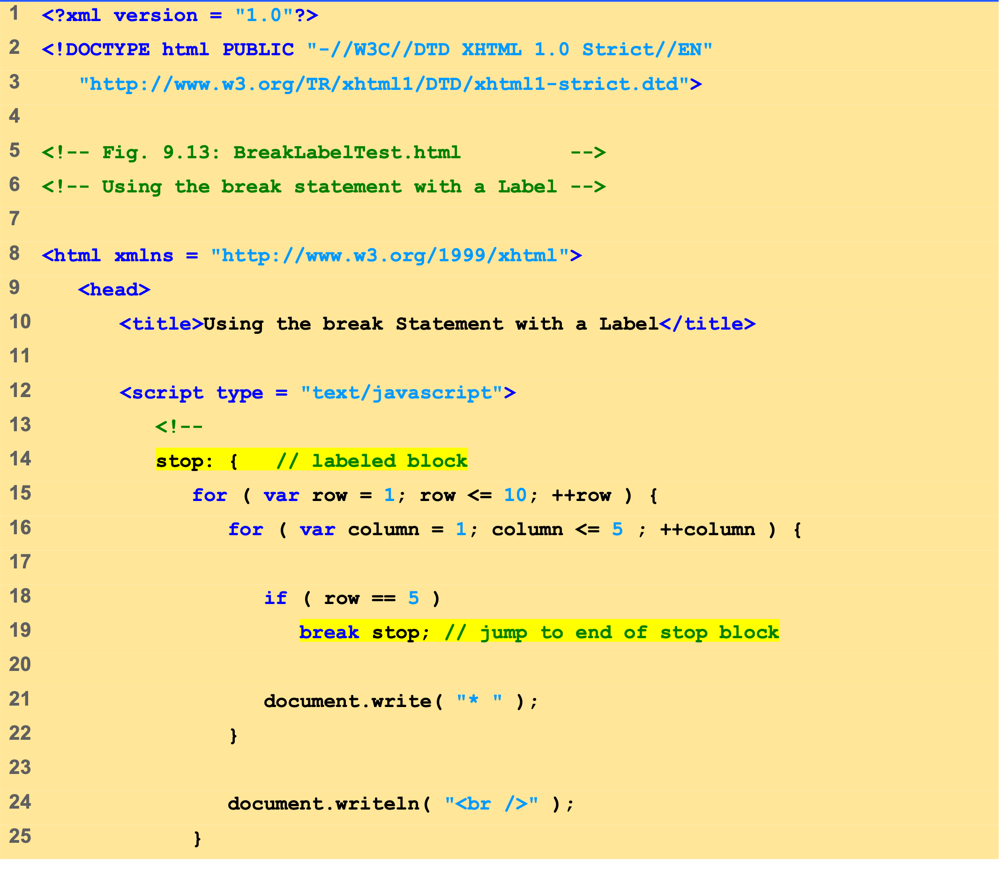 1 <?xml version = "1.0"?>
2 <!DOCTYPE html PUBLIC "-//W3C//DTD XHTML 1.0 Strict//EN"
3    "http://www.w3.org/TR/xhtml1/DTD/xhtml1-strict.dtd">
4
5 <!-- Fig. 9.13: BreakLabelTest.html         -->
6 <!-- Using the break statement with a Label -->
7
8 <html xmlns = "http://www.w3.org/1999/xhtml">
9    <head>
10       <title>Using the break Statement with a Label</title>
11
12       <script type = "text/javascript">
13          <!--
14          stop: {   // labeled block
15             for ( var row = 1; row <= 10; ++row ) {
16                for ( var column = 1; column <= 5 ; ++column ) {
17
18                   if ( row == 5 )
19                      break stop; // jump to end of stop block
20
21                   document.write( "* " );
22                }
23
24                document.writeln( "<br />" );
25             }